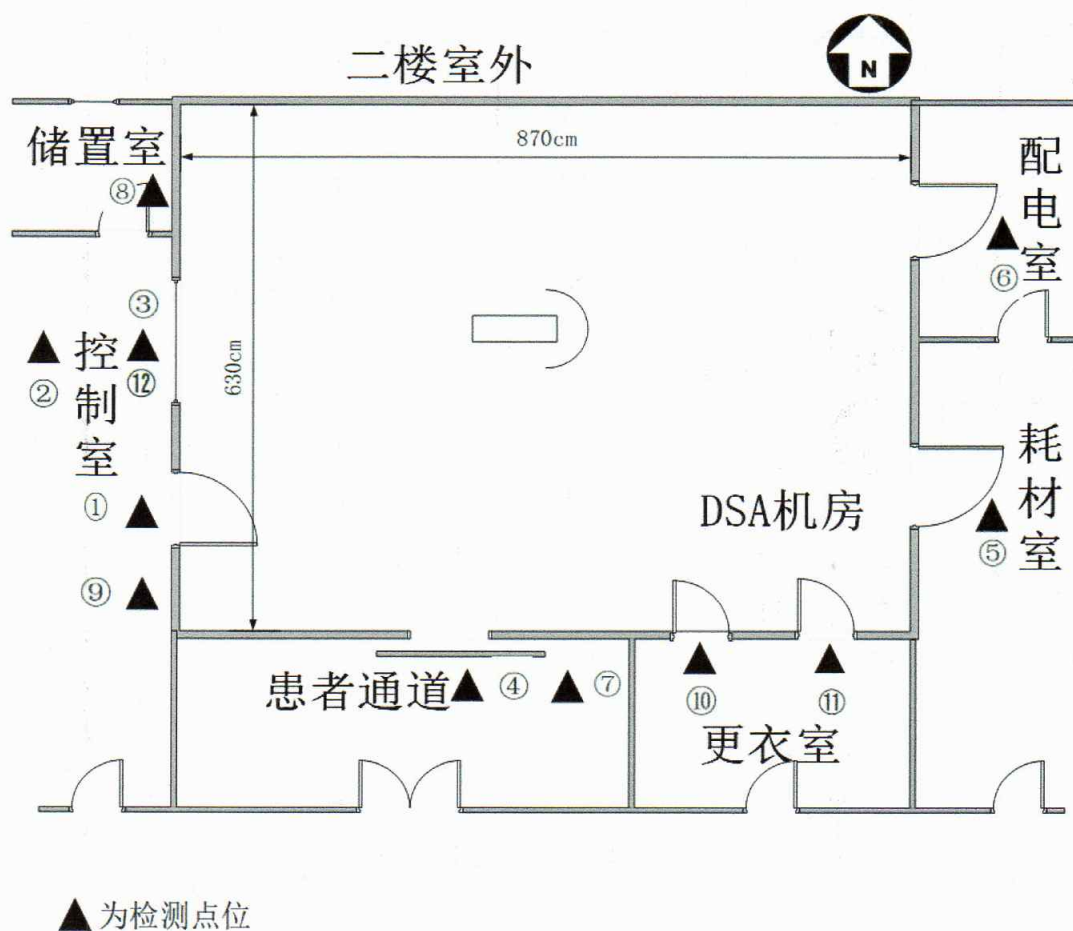 二楼室外
N
870cm
630cm
储置室
⑧
配电室
⑥
③
控制室
②
⑫
①
⑨
DSA机房
耗材室
⑤
患者通道
④
⑦
⑩
⑪
更衣室
▲为检测点位